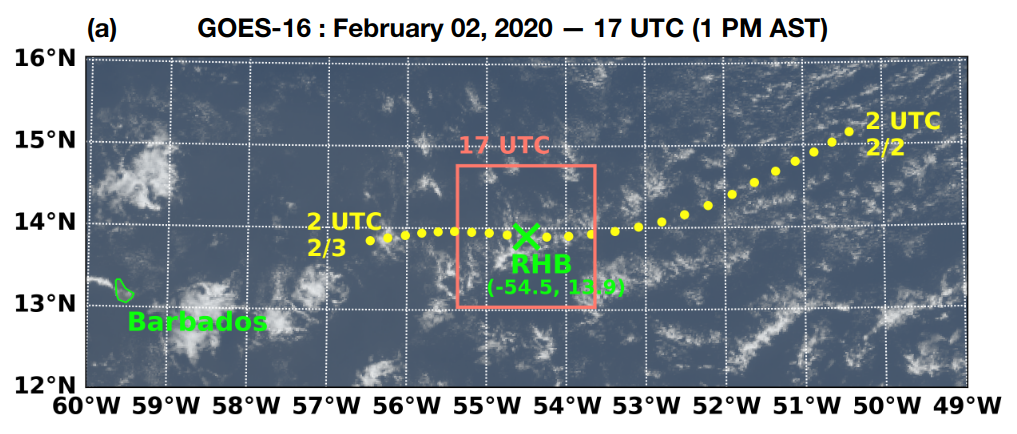 (a) GOES-16 : February 02, 2020 — 17 UTC (1 PM AST)
16°N
15°N
14°N
13°N
12°N
2 UTC
2/2
17 UTC
2 UTC
2/3
RHB
(-54.5, 13.9)
Barbados
60°W 59°W 58°W 57°W 56°W 55°W 54°W 53°W 52°W 51°W 50°W 49°W